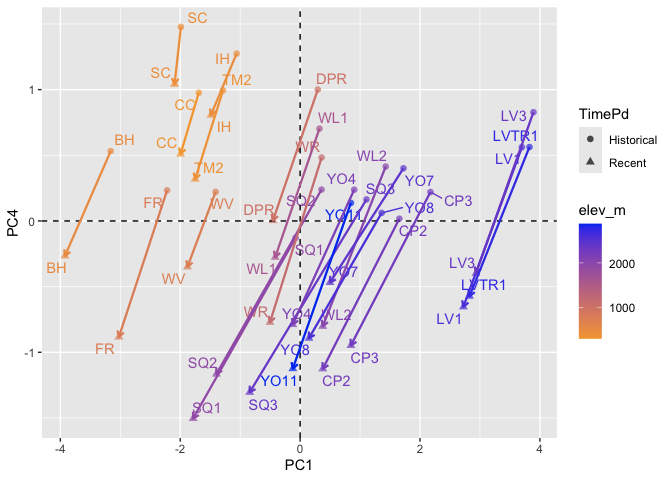 SC
IH
SC
TM2
DPR
CC
LV3
IH
WL1
LVTR1
BH
CC
WR
WL2
LV1
TM2
YO4
YO7
SQ3
FR
WV
SQ2
CP3
DPR
YO11
YO8
CP2
SQ1
BH
WL1
YO7
LV3
WV
LVTR1
WR
YO4
WL2
LV1
FR
YO8
SQ2
CP3
YO11
CP2
SQ1
SQ3
1
0
-1
-4
-2
0
2
4
PC1
PC4
TimePd
Historical
Recent
elev_m
2000
1000